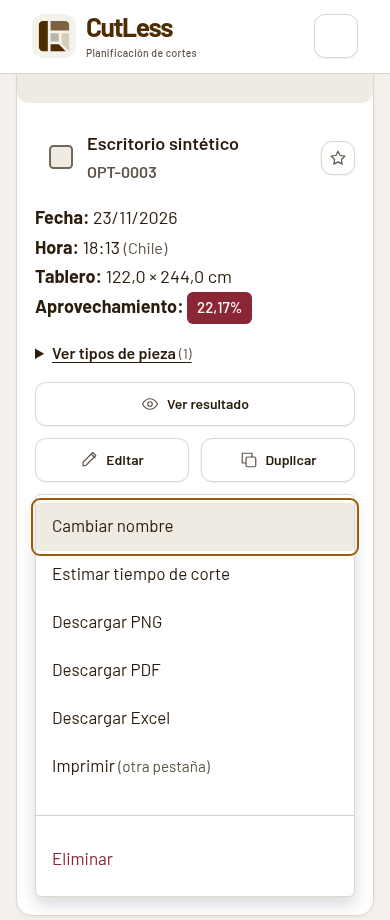 CutLess
Planificación de cortes
Escritorio sintético
OPT-0003
Fecha: 23/11/2026
Hora: 18:13 (Chile)
Tablero: 122,0 × 244,0 cm
Aprovechamiento: 22,17%
Ver tipos de pieza (1)
Ver resultado
Editar
Duplicar
Cambiar nombre
Estimar tiempo de corte
Descargar PNG
Descargar PDF
Descargar Excel
Imprimir (otra pestaña)
Eliminar